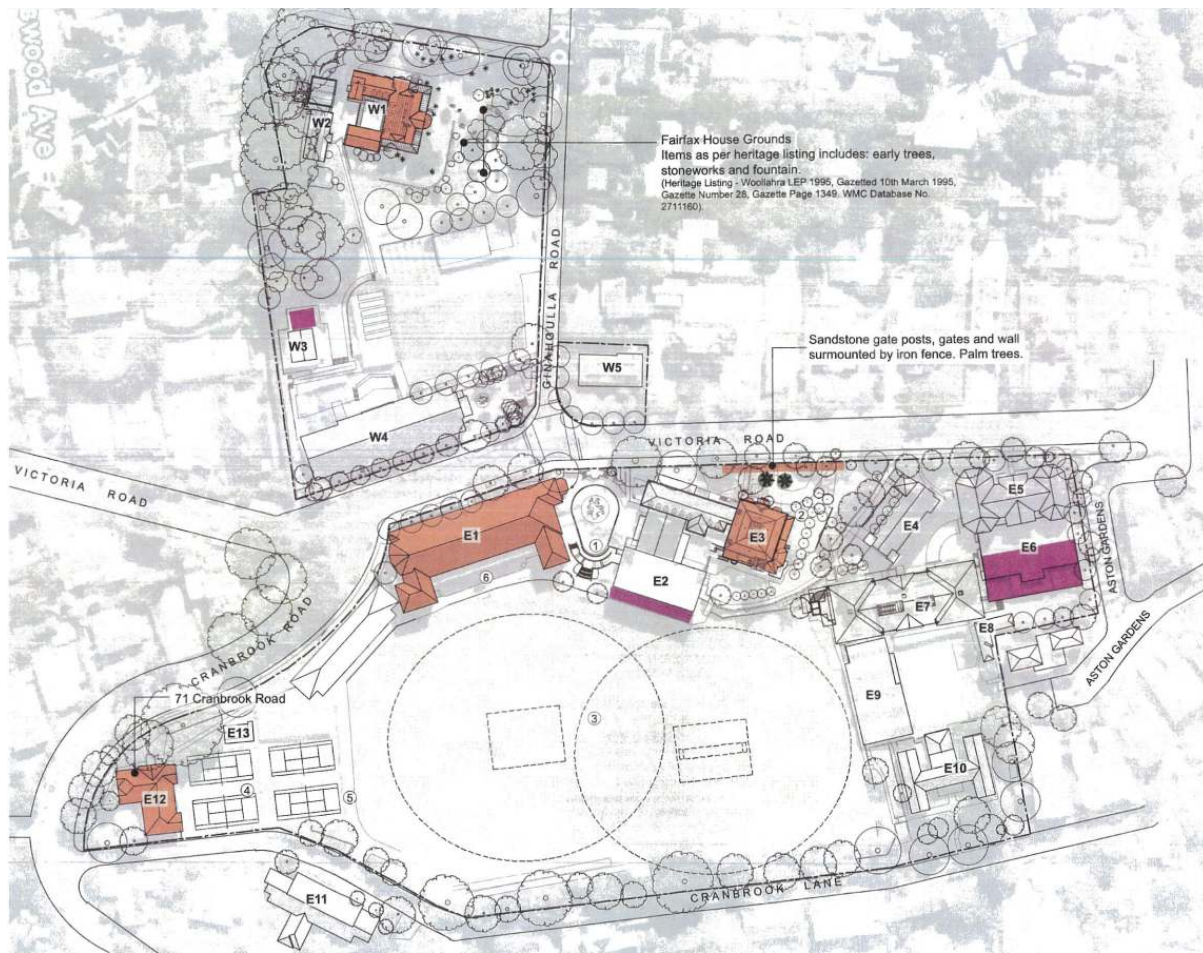 ewood Ave
W1
W2
Fairfax House Grounds
Items as per heritage listing includes: early trees,
stoneworks and fountain.
(Heritage Listing - Woollahra LEP 1995, Gazetted 10th March 1995,
Gazette Number 28, Gazette Page 1349. WMC Database No.
2711160).
GINAHGULLA ROAD
W3
Sandstone gate posts, gates and wall
surmounted by iron fence. Palm trees.
W5
W4
VICTORIA ROAD
VICTORIA ROAD
E5
E1
1
E3
2
E4
E6
ASTON GARDENS
6
E2
E7
E8
ASTON GARDENS
CRANBROOK ROAD
71 Cranbrook Road
E9
3
E13
E10
E12
4
5
CRANBROOK LANE
E11